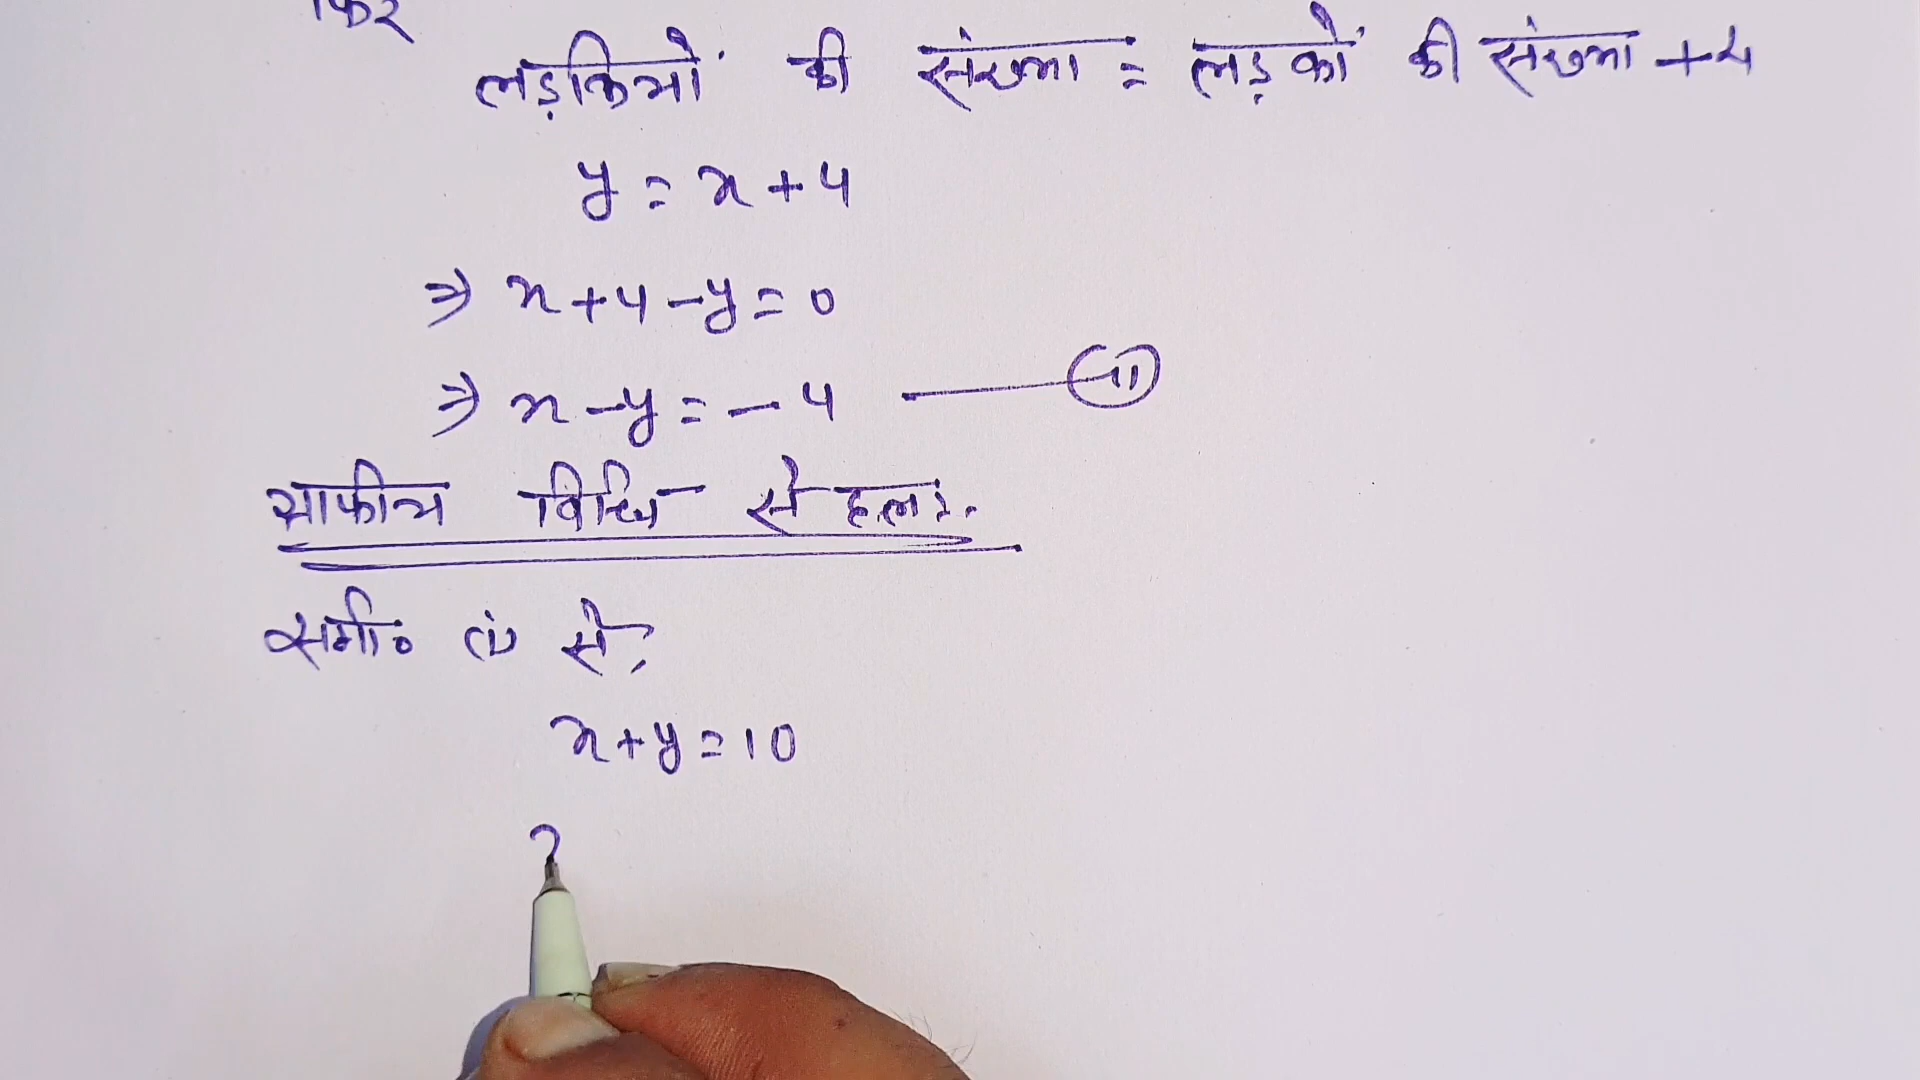 फिर
लड़कियों की संख्या = लड़कों की संख्या + 4
y = x + 4
⇒ x + 4 - y = 0
⇒ x - y = - 4 —— (ii)
ग्राफीय विधि से हलः-
समी० (i) से,
x + y = 10